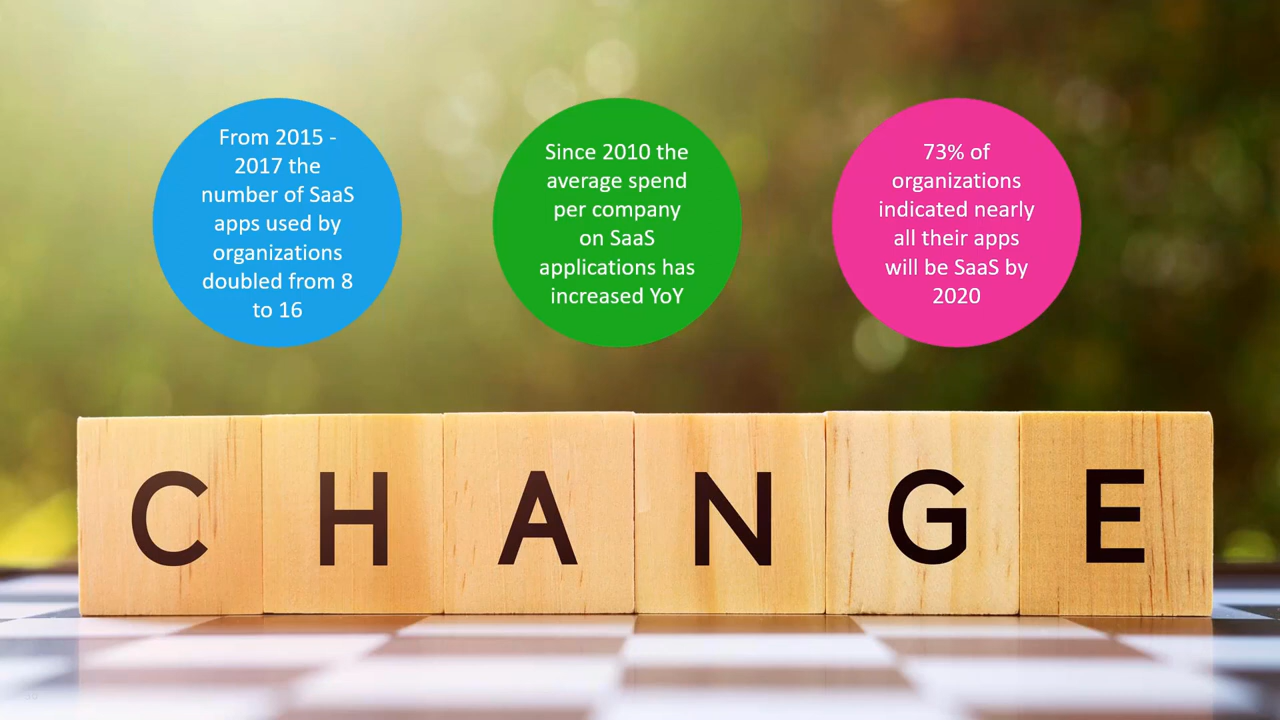 From 2015 -
2017 the
number of SaaS
apps used by
organizations
doubled from 8
to 16
Since 2010 the
average spend
per company
on SaaS
applications has
increased YoY
73% of
organizations
indicated nearly
all their apps
will be SaaS by
2020
C H A N G E